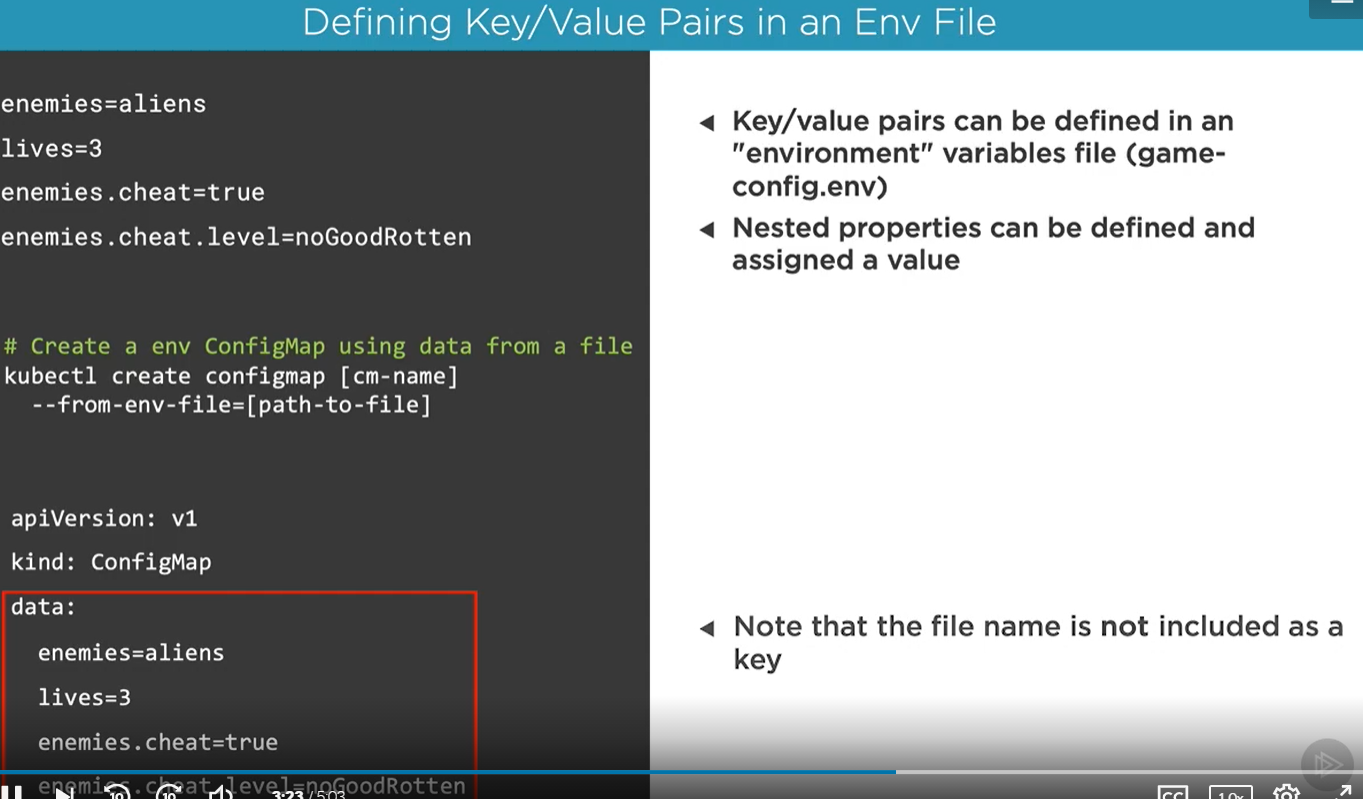 Defining Key/Value Pairs in an Env File
enemies=aliens
lives=3
enemies.cheat=true
enemies.cheat.level=noGoodRotten
# Create a env ConfigMap using data from a file
kubectl create configmap [cm-name]
--from-env-file=[path-to-file]
apiVersion: v1
kind: ConfigMap
data:
enemies=aliens
lives=3
enemies.cheat=true
enemies.cheat.level=noGoodRotten
Key/value pairs can be defined in an
"environment" variables file (game-
config.env)
Nested properties can be defined and
assigned a value
Note that the file name is not included as a
key
10
10
3:23 / 5:03
CC
1.0x